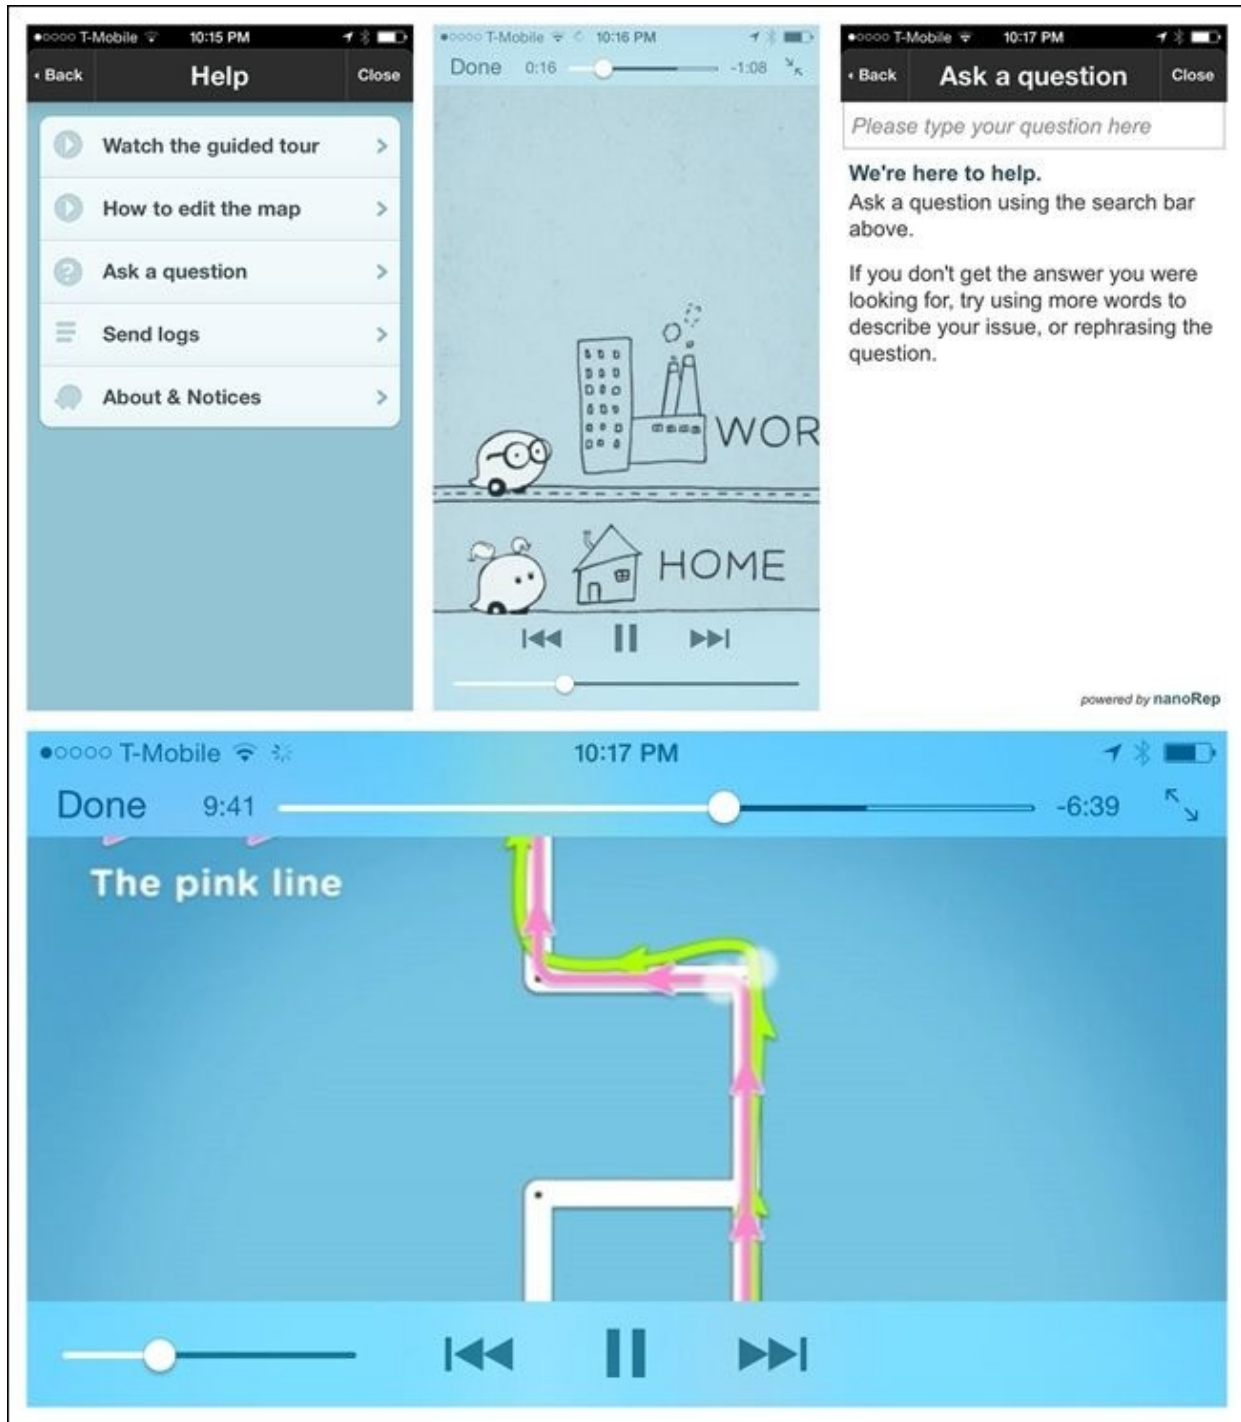 T-Mobile 10:15 PM
Back Help Close
Watch the guided tour
How to edit the map
Ask a question
Send logs
About & Notices
T-Mobile 10:16 PM
Done 0:16 -1:08
WOR
HOME
T-Mobile 10:17 PM
Back Ask a question Close
Please type your question here
We're here to help.
Ask a question using the search bar
above.
If you don't get the answer you were
looking for, try using more words to
describe your issue, or rephrasing the
question.
powered by nanoRep
T-Mobile 10:17 PM
Done 9:41 -6:39
The pink line